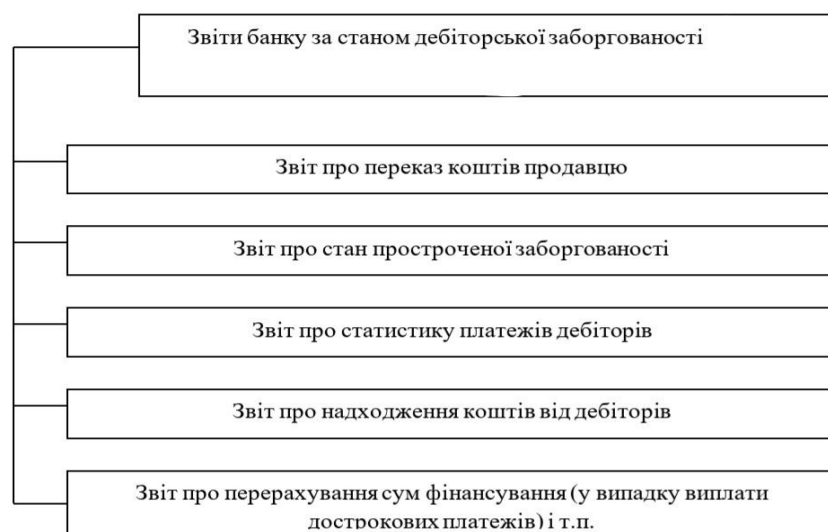 Звіти банку за станом дебіторської заборгованості
Звіт про переказ коштів продавцю
Звіт про стан простроченої заборгованості
Звіт про статистику платежів дебіторів
Звіт про надходження коштів від дебіторів
Звіт про перерахування сум фінансування (у випадку виплати
дострокових платежів) і т.п.